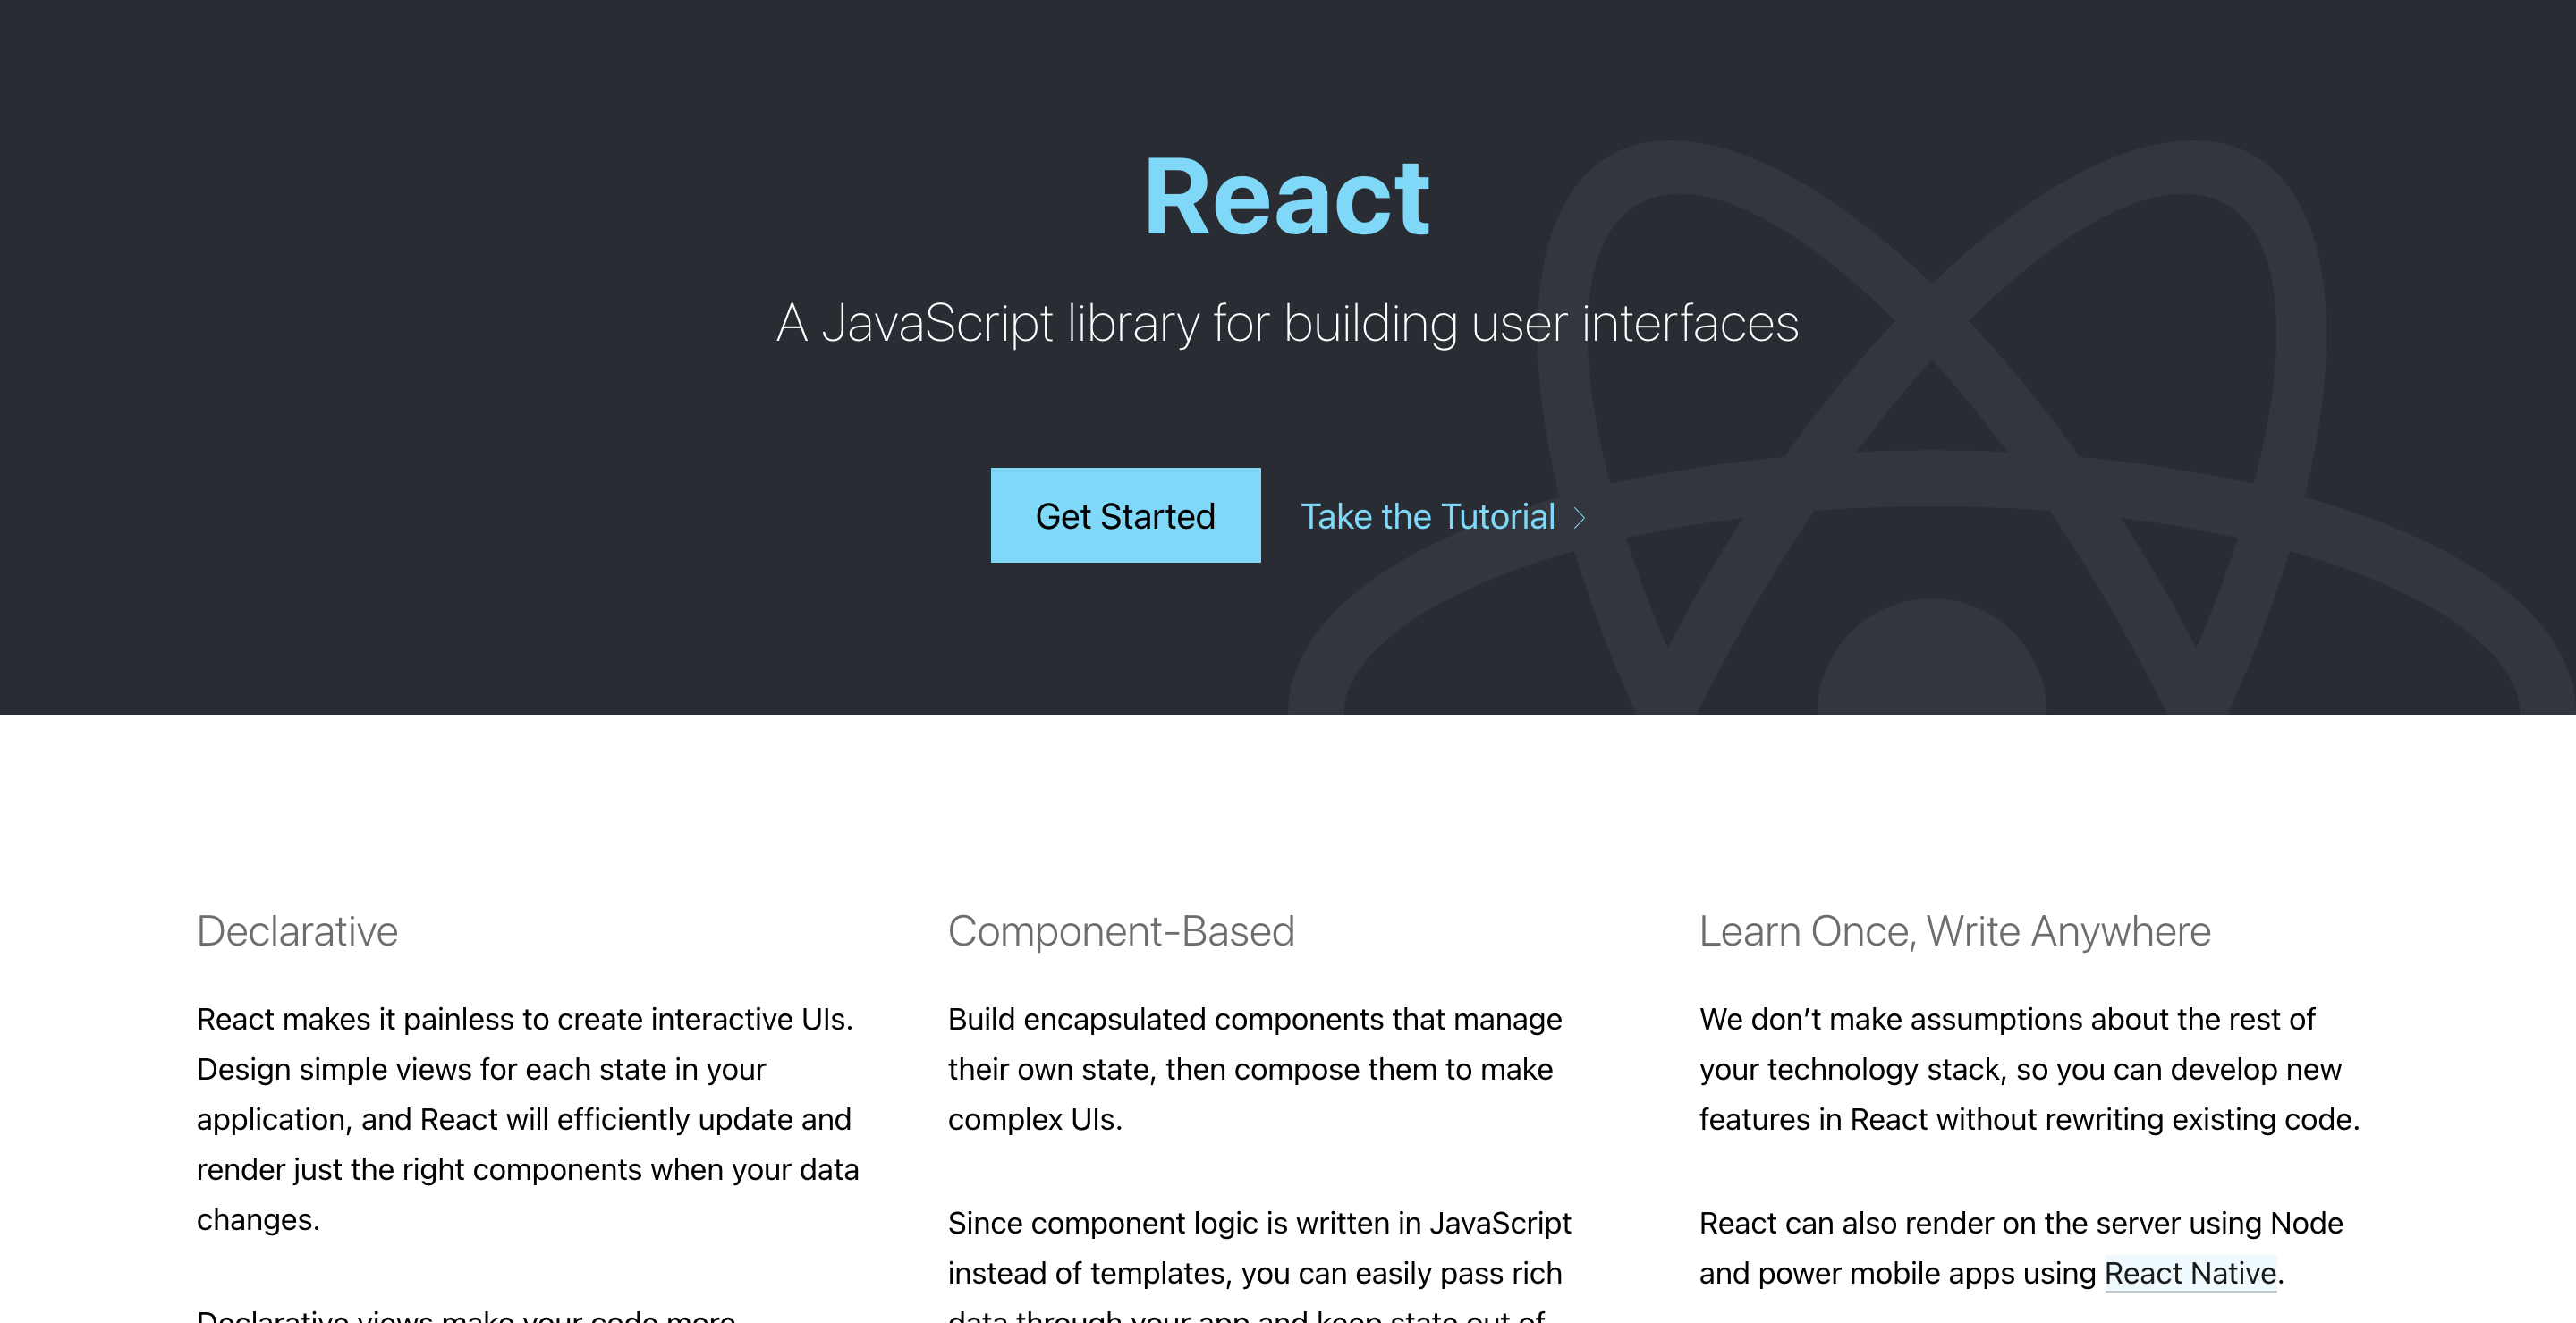 React
A JavaScript library for building user interfaces
Get Started
Take the Tutorial
Declarative
React makes it painless to create interactive UIs.
Design simple views for each state in your
application, and React will efficiently update and
render just the right components when your data
changes.
Declarative views make your code more
Component-Based
Build encapsulated components that manage
their own state, then compose them to make
complex UIs.
Since component logic is written in JavaScript
instead of templates, you can easily pass rich
data through your app and keep state out of
Learn Once, Write Anywhere
We don’t make assumptions about the rest of
your technology stack, so you can develop new
features in React without rewriting existing code.
React can also render on the server using Node
and power mobile apps using React Native.